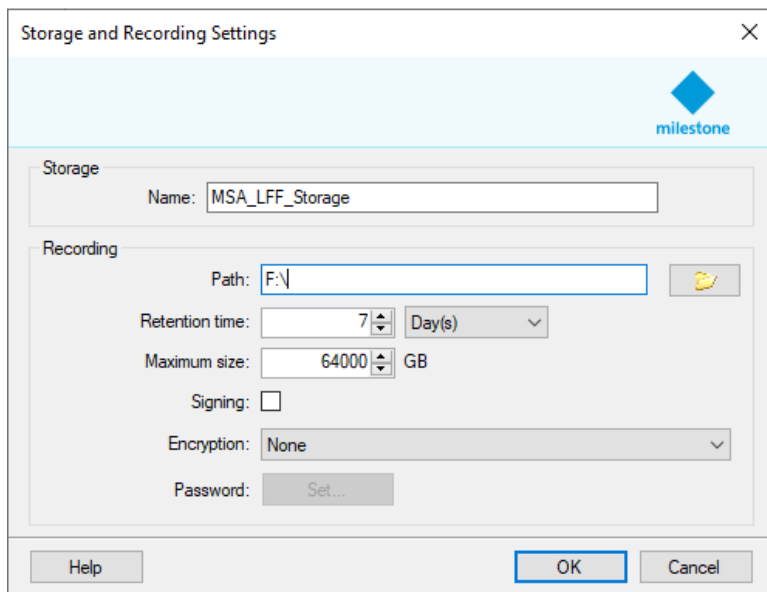 Storage and Recording Settings
milestone
Storage
Name: MSA_LFF_Storage
Recording
Path: F:\
Retention time: 7 Day(s)
Maximum size: 64000 GB
Signing:
Encryption: None
Password: Set...
Help OK Cancel